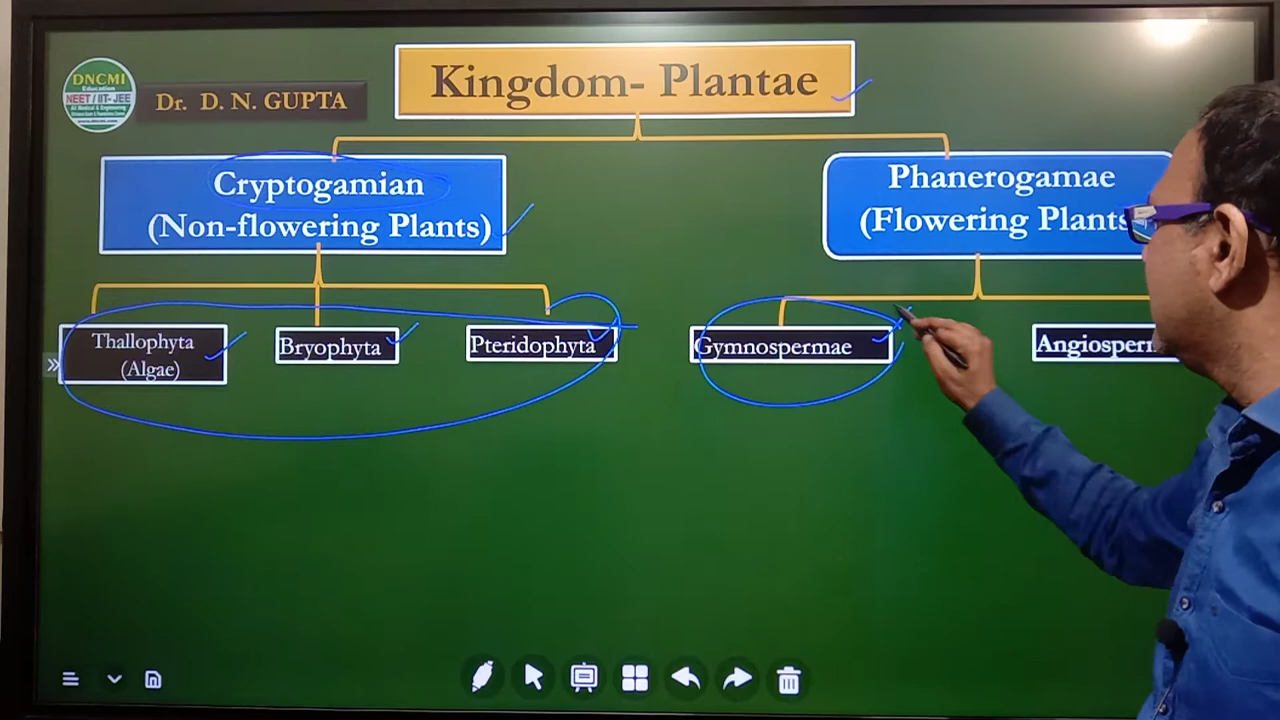 Kingdom- Plantae
DNCMI
Education
NEET / IIT- JEE
Dr. D. N. GUPTA
Cryptogamian
(Non-flowering Plants)
Phanerogamae
(Flowering Plants
Thallophyta
(Algae)
Bryophyta
Pteridophyta
Gymnospermae
Angiosperm